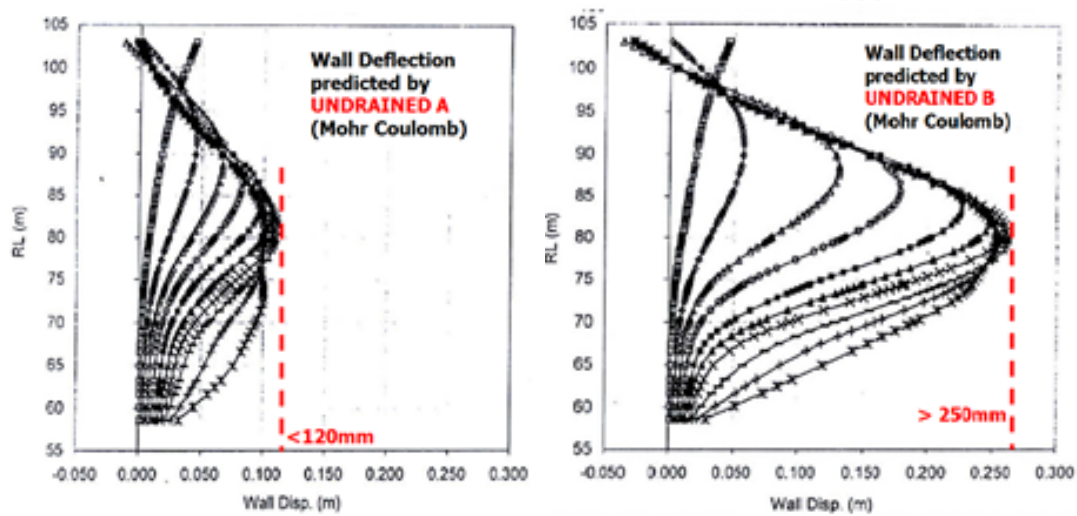 105
100
95
90
85
80
75
70
65
60
55
RL (m)
-0.050 0.000 0.050 0.100 0.150 0.200 0.250 0.300
Wall Disp. (m)
Wall Deflection
predicted by
UNDRAINED A
(Mohr Coulomb)
<120mm
105
100
95
90
85
80
75
70
65
60
55
RL (m)
-0.050 0.000 0.050 0.100 0.150 0.200 0.250 0.300
Wall Disp. (m)
Wall Deflection
predicted by
UNDRAINED B
(Mohr Coulomb)
> 250mm